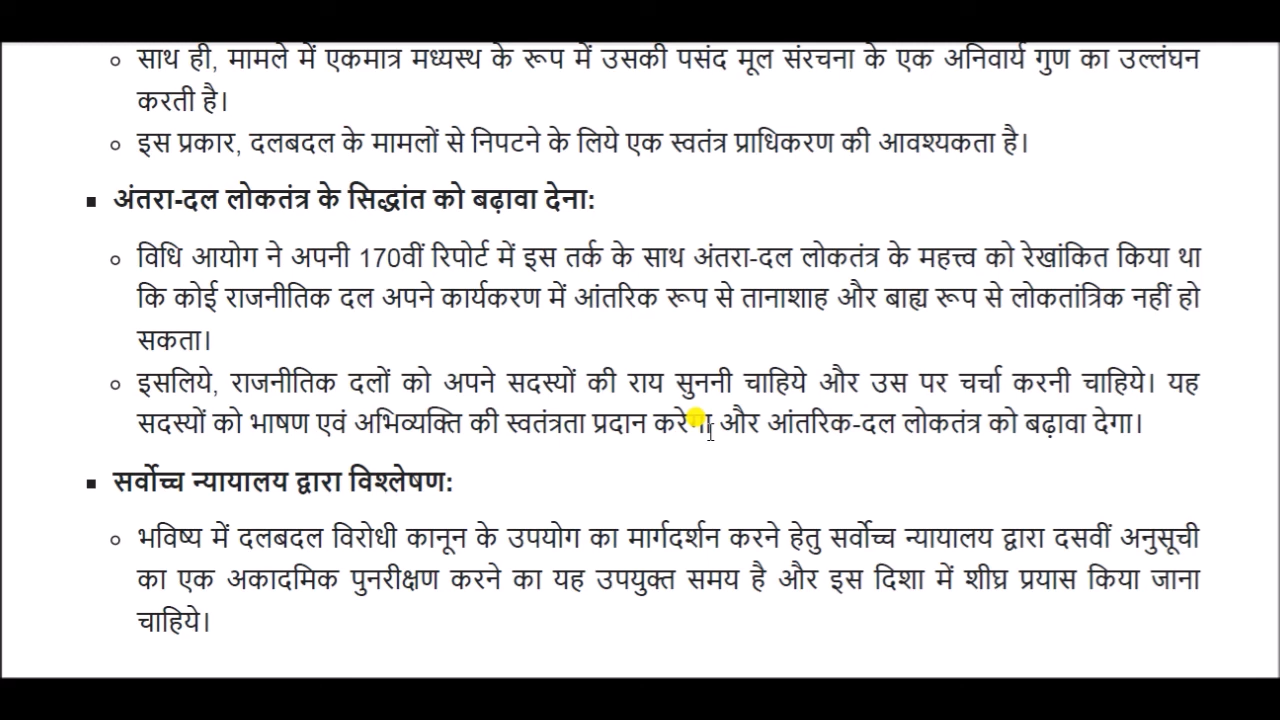 साथ ही, मामले में एकमात्र मध्यस्थ के रूप में उसकी पसंद मूल संरचना के एक अनिवार्य गुण का उल्लंघन
करती है।
इस प्रकार, दलबदल के मामलों से निपटने के लिये एक स्वतंत्र प्राधिकरण की आवश्यकता है।
अंतरा-दल लोकतंत्र के सिद्धांत को बढ़ावा देना:
विधि आयोग ने अपनी 170वीं रिपोर्ट में इस तर्क के साथ अंतरा-दल लोकतंत्र के महत्त्व को रेखांकित किया था
कि कोई राजनीतिक दल अपने कार्यकरण में आंतरिक रूप से तानाशाह और बाह्य रूप से लोकतांत्रिक नहीं हो
सकता।
इसलिये, राजनीतिक दलों को अपने सदस्यों की राय सुननी चाहिये और उस पर चर्चा करनी चाहिये। यह
सदस्यों को भाषण एवं अभिव्यक्ति की स्वतंत्रता प्रदान करेगा और आंतरिक-दल लोकतंत्र को बढ़ावा देगा।
सर्वोच्च न्यायालय द्वारा विश्लेषण:
भविष्य में दलबदल विरोधी कानून के उपयोग का मार्गदर्शन करने हेतु सर्वोच्च न्यायालय द्वारा दसवीं अनुसूची
का एक अकादमिक पुनरीक्षण करने का यह उपयुक्त समय है और इस दिशा में शीघ्र प्रयास किया जाना
चाहिये।